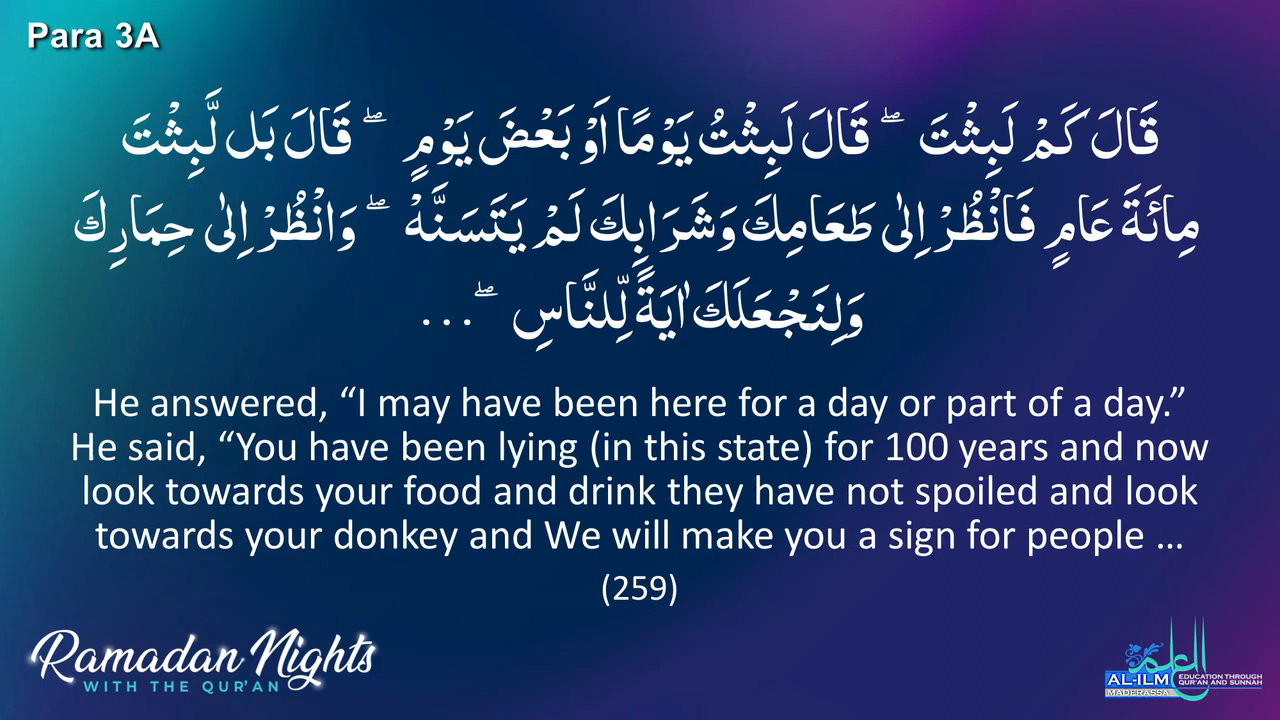 Para 3A
قَالَ كَمْ لَبِثْتَ ۖ قَالَ لَبِثْتُ يَوْمًا اَوْ بَعْضَ يَوْمٍ ۖ قَالَ بَل لَّبِثْتَ
مِائَةَ عَامٍ فَانْظُرْ اِلٰى طَعَامِكَ وَشَرَابِكَ لَمْ يَتَسَنَّهْ ۖ وَانْظُرْ اِلٰى حِمَارِكَ
وَلِنَجْعَلَكَ اٰيَةً لِّلنَّاسِ ۖ ...
He answered, “I may have been here for a day or part of a day.”
He said, “You have been lying (in this state) for 100 years and now
look towards your food and drink they have not spoiled and look
towards your donkey and We will make you a sign for people ...
(259)
Ramadan Nights
WITH THE QUR'AN
العلم
AL-ILM
MADERASSA
EDUCATION THROUGH
QUR'AN AND SUNNAH